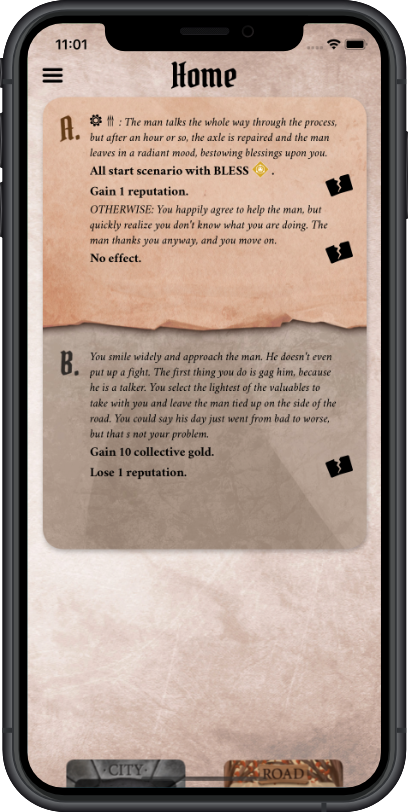 11:01
Home
A.
: The man talks the whole way through the process,
but after an hour or so, the axle is repaired and the man
leaves in a radiant mood, bestowing blessings upon you.
All start scenario with BLESS .
Gain 1 reputation.
OTHERWISE: You happily agree to help the man, but
quickly realize you don't know what you are doing. The
man thanks you anyway, and you move on.
No effect.
B.
You smile widely and approach the man. He doesn't even
put up a fight. The first thing you do is gag him, because
he is a talker. You select the lightest of the valuables to
take with you and leave the man tied up on the side of the
road. You could say his day just went from bad to worse,
but that s not your problem.
Gain 10 collective gold.
Lose 1 reputation.
CITY
ROAD